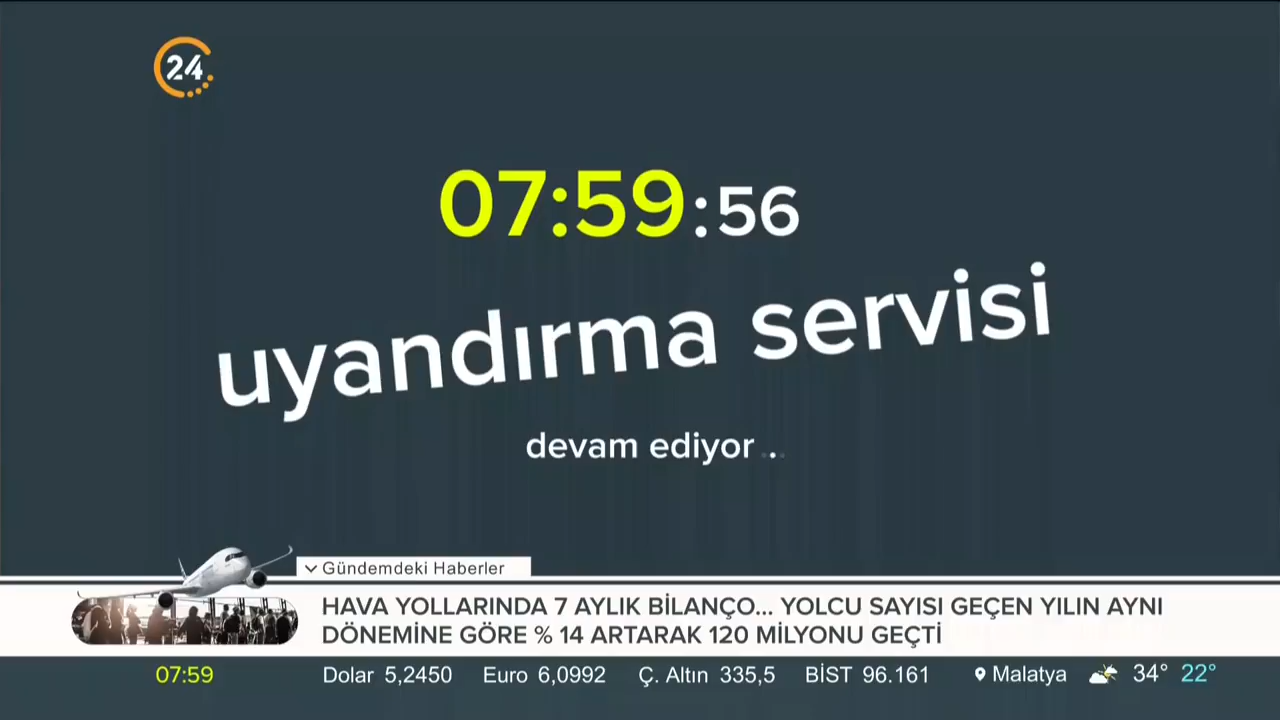 24
07:59:56
uyandırma servisi
devam ediyor ...
Gündemdeki Haberler
HAVA YOLLARINDA 7 AYLIK BİLANÇO... YOLCU SAYISI GEÇEN YILIN AYNI
DÖNEMİNE GÖRE % 14 ARTARAK 120 MİLYONU GEÇTİ
07:59 Dolar 5,2450 Euro 6,0992 Ç. Altın 335,5 BİST 96.161 Malatya 34° 22°